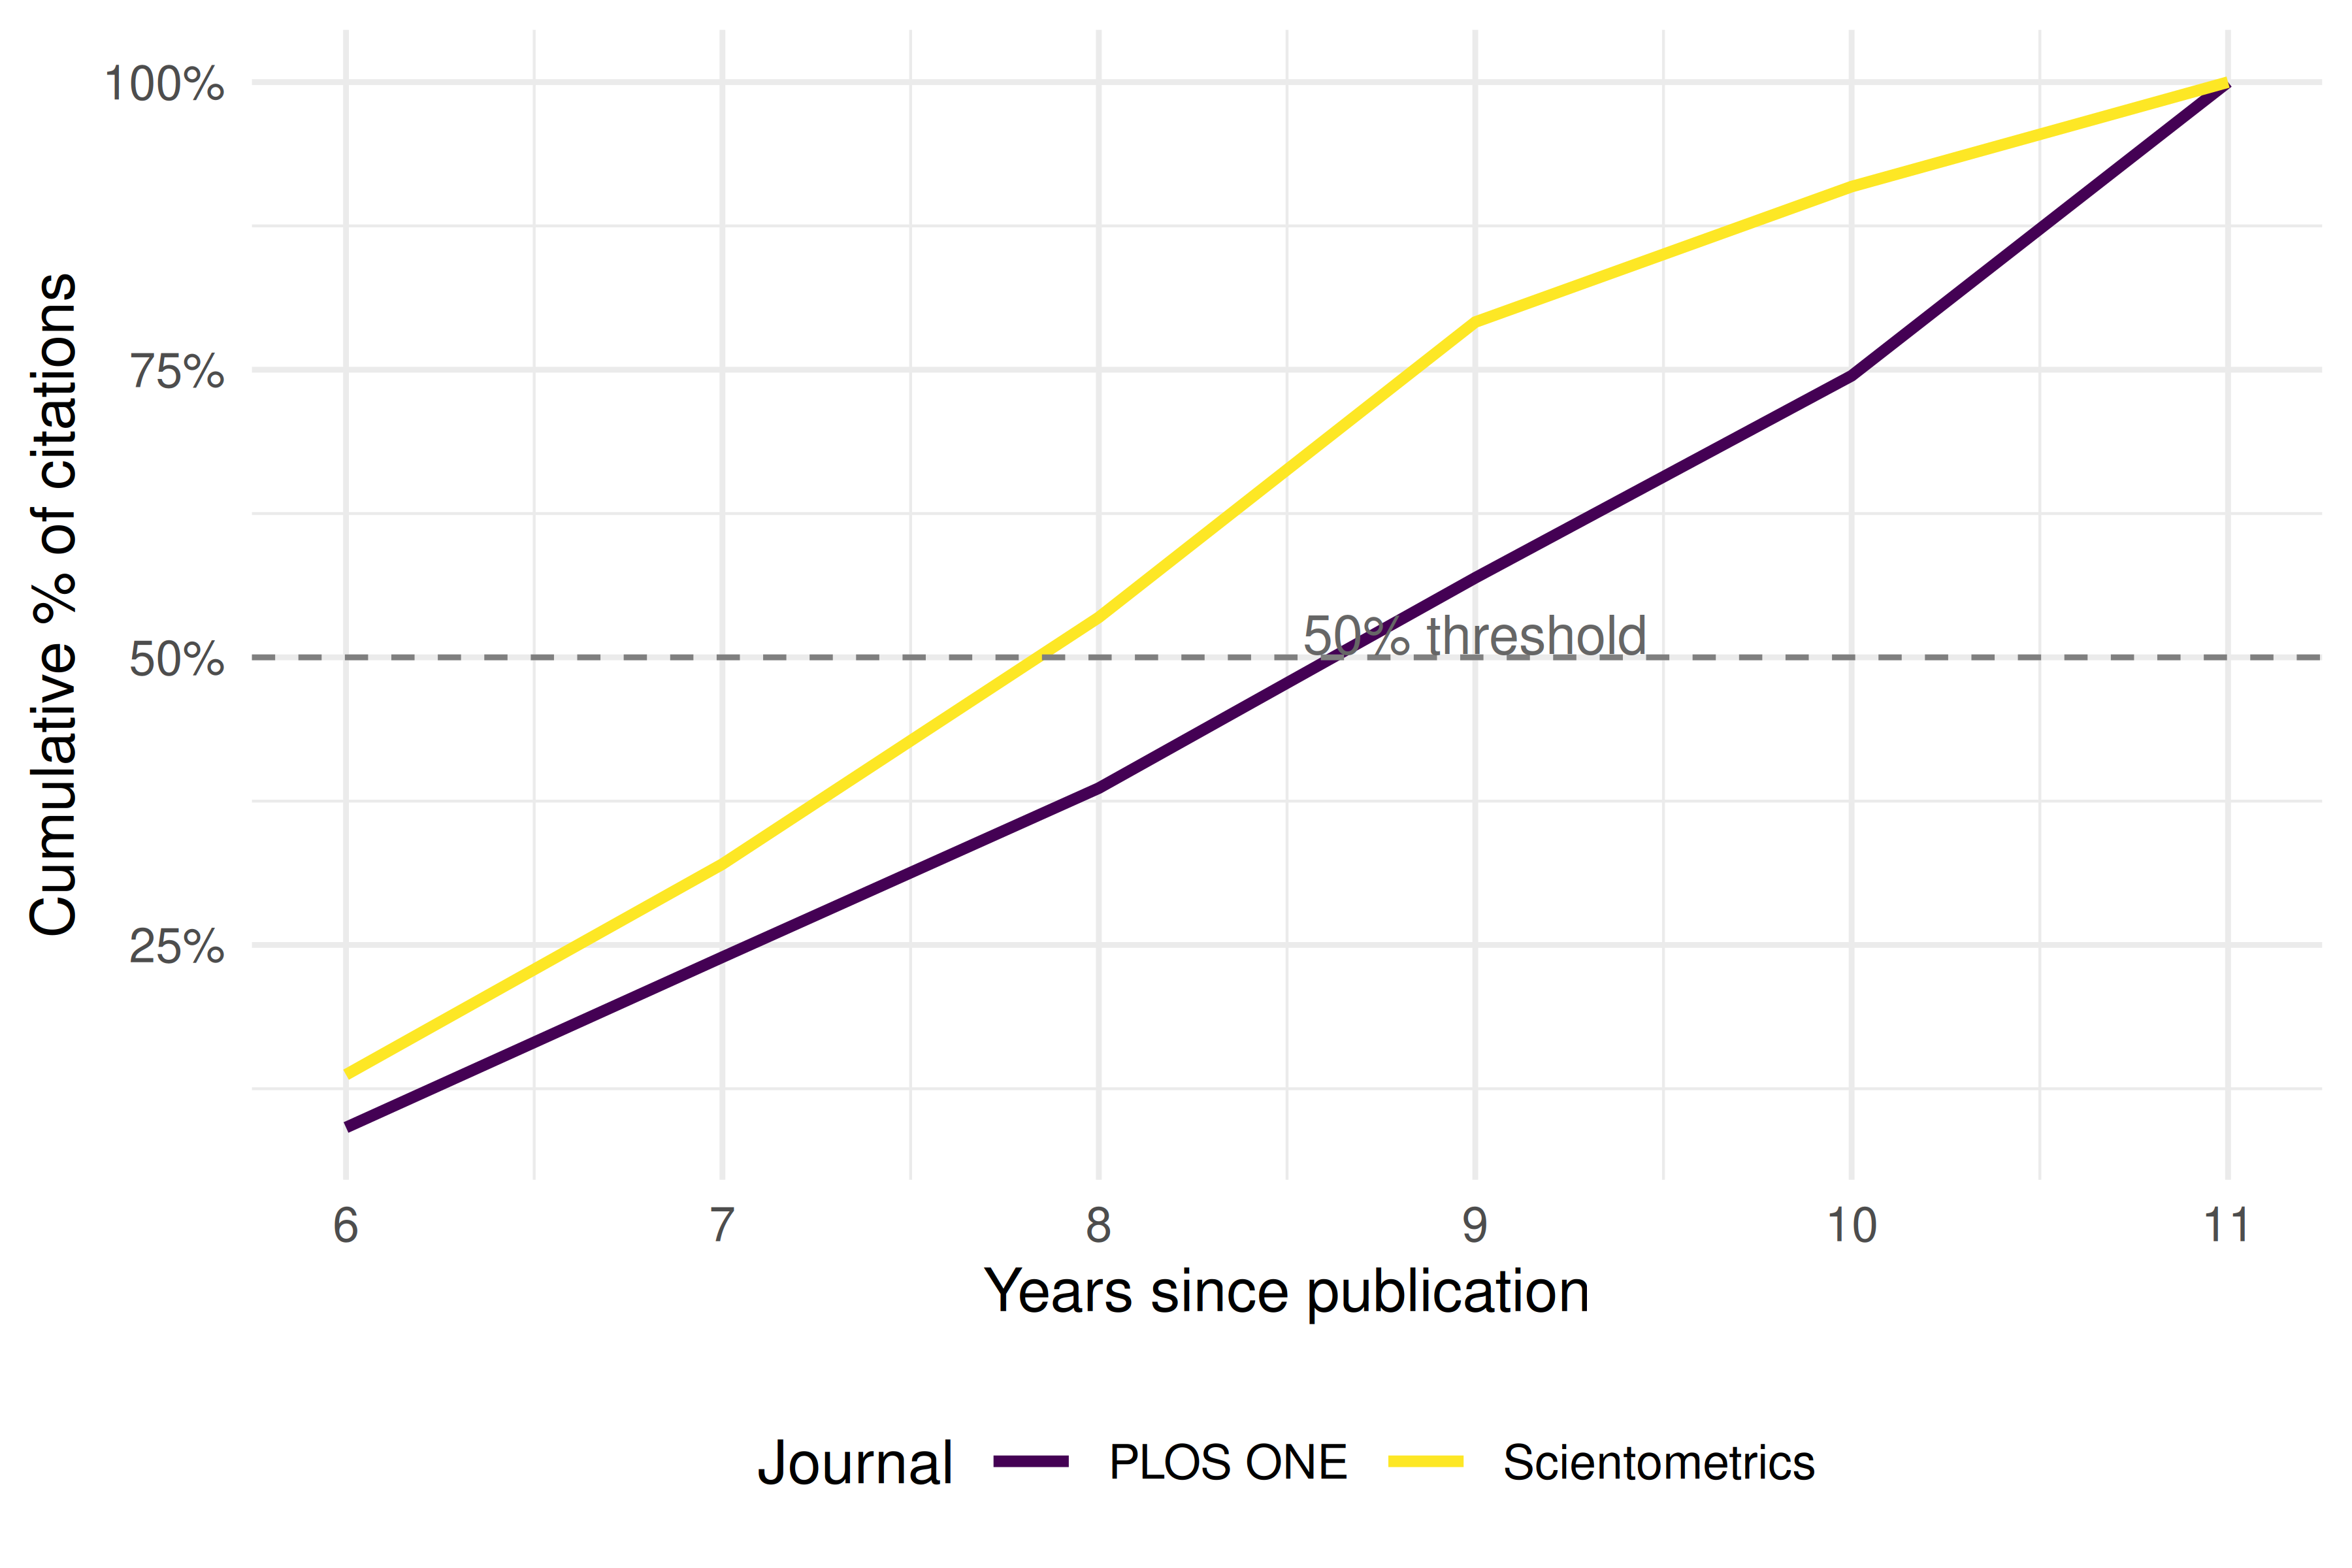 100%
75%
50%
25%
Cumulative % of citations
50% threshold
6 7 8 9 10 11
Years since publication
Journal PLOS ONE Scientometrics